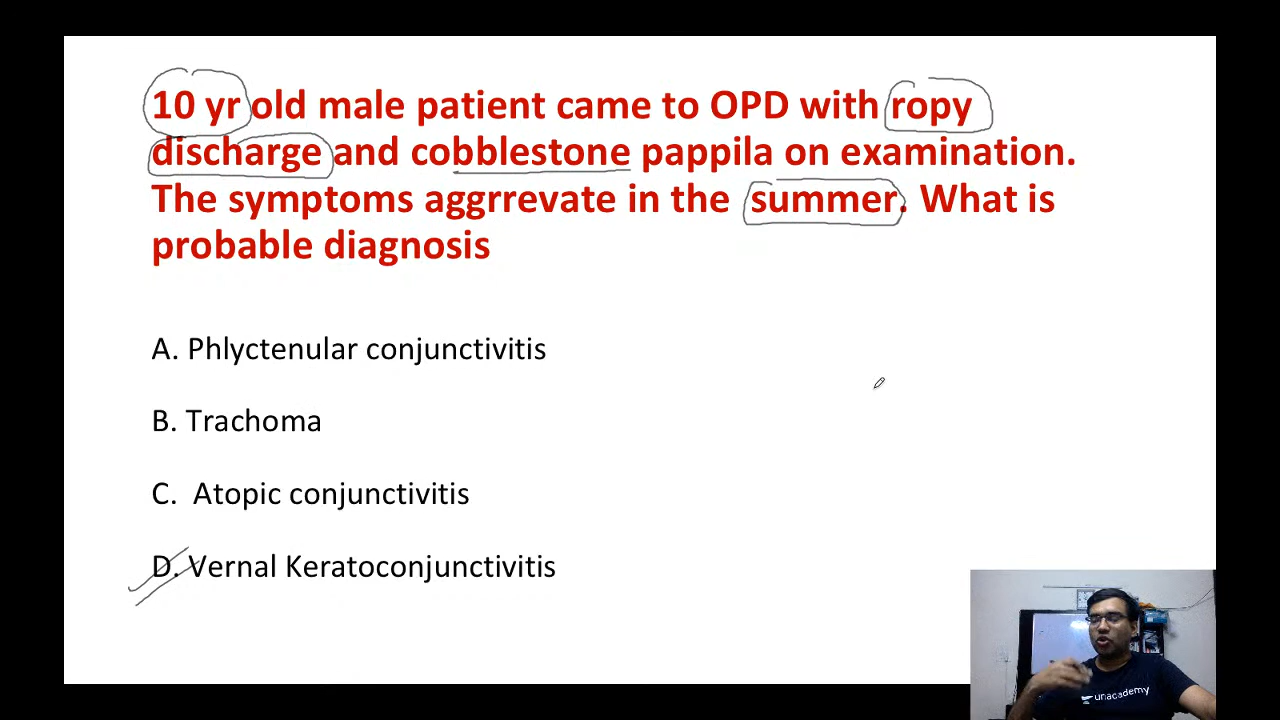 10 yr old male patient came to OPD with ropy
discharge and cobblestone pappila on examination.
The symptoms aggrrevate in the summer. What is
probable diagnosis
A. Phlyctenular conjunctivitis
B. Trachoma
C. Atopic conjunctivitis
D. Vernal Keratoconjunctivitis
unacademy